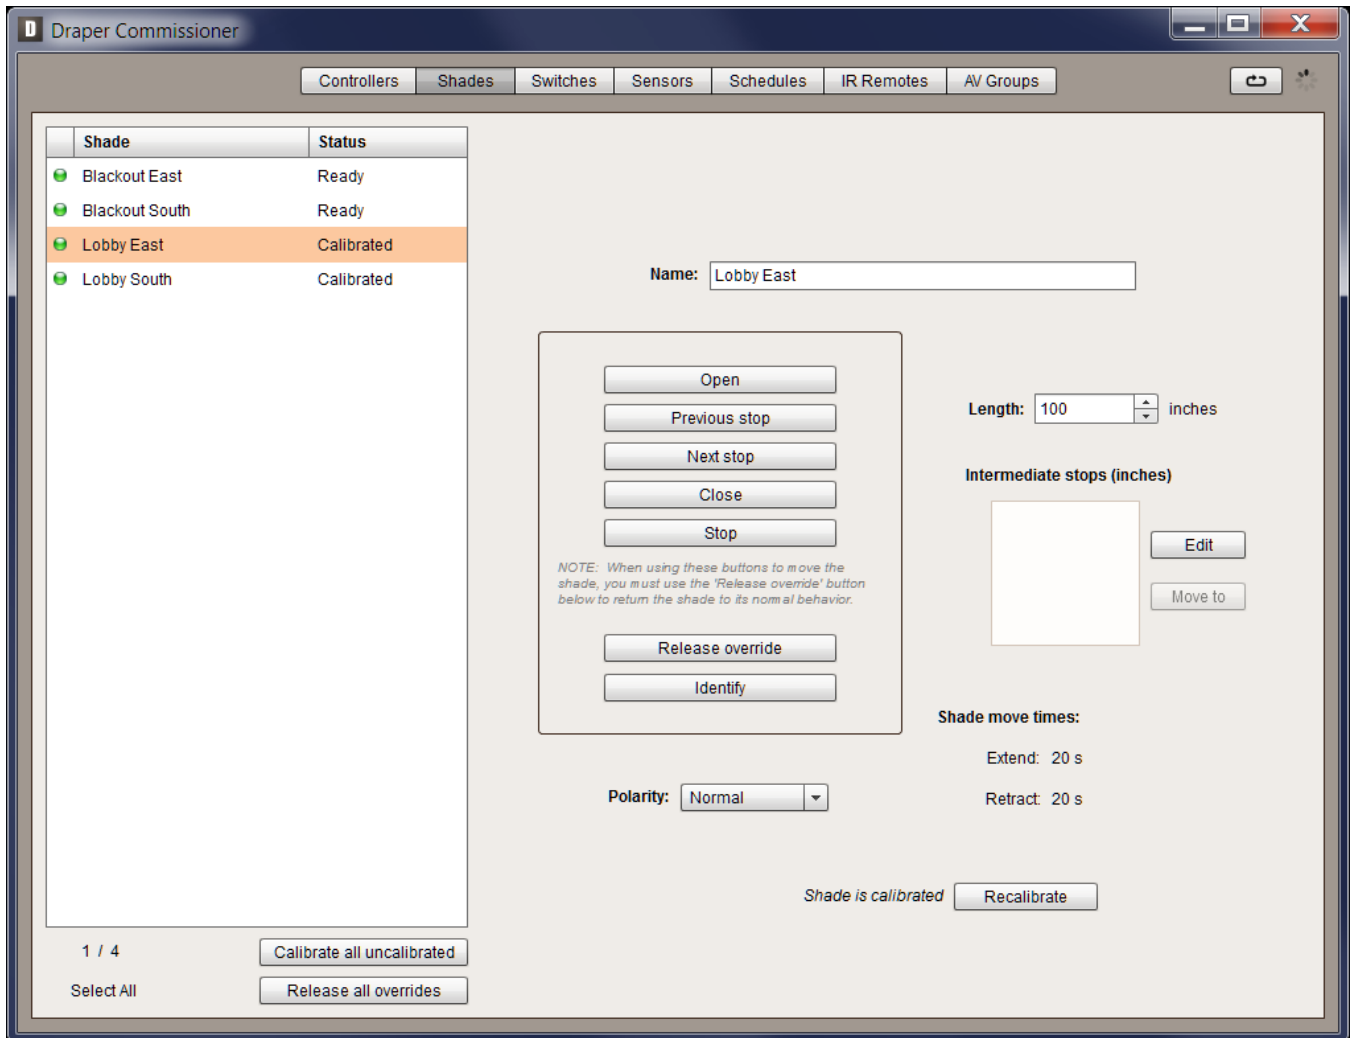 D Draper Commissioner
Controllers Shades Switches Sensors Schedules IR Remotes AV Groups
Shade Status
Blackout East Ready
Blackout South Ready
Lobby East Calibrated
Lobby South Calibrated
1 / 4 Calibrate all uncalibrated
Select All Release all overrides
Name: Lobby East
Open
Previous stop
Next stop
Close
Stop
NOTE: When using these buttons to move the
shade, you must use the 'Release override' button
below to return the shade to its normal behavior.
Release override
Identify
Polarity: Normal
Length: 100 inches
Intermediate stops (inches)
Edit
Move to
Shade move times:
Extend: 20 s
Retract: 20 s
Shade is calibrated Recalibrate